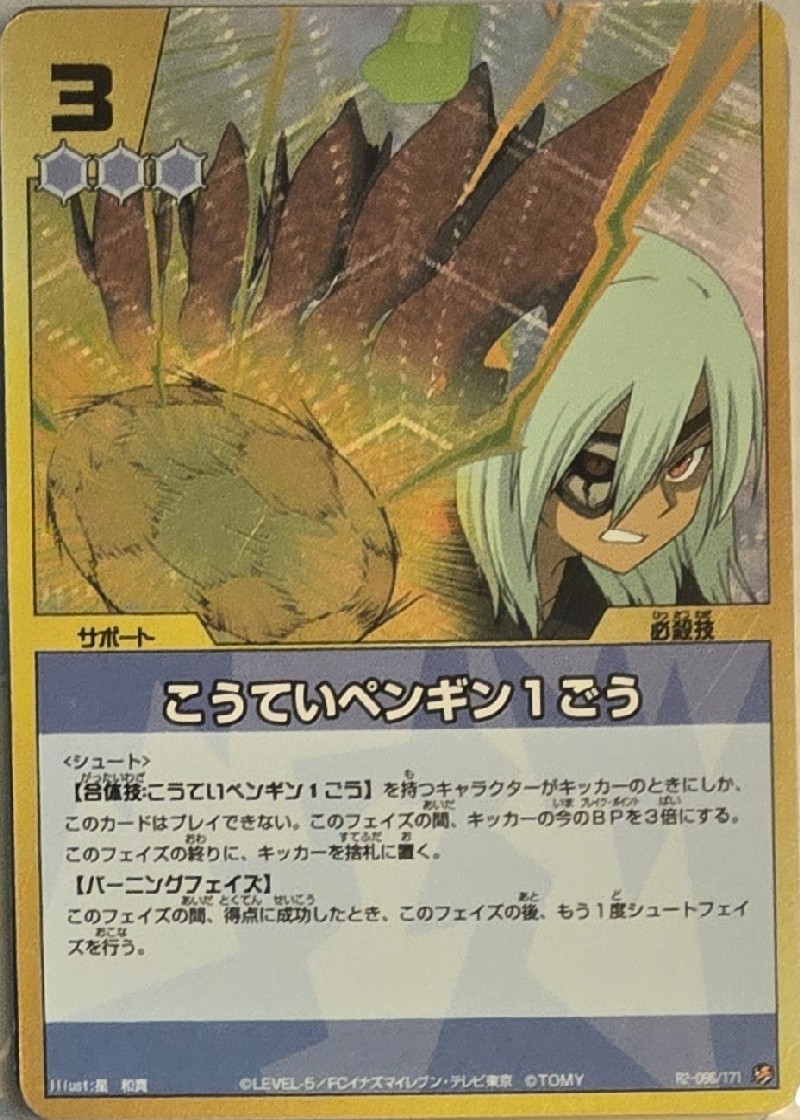 3
サポート
必殺技
こうていペンギン1ごう
<シュート>
【合体技:こうていペンギン1ごう】を持つキャラクターがキッカーのときにしか、
このカードはプレイできない。このフェイズの間、キッカーの今のBPを3倍にする。
このフェイズの終りに、キッカーを捨札に置く。
【バーニングフェイズ】
このフェイズの間、得点に成功したとき、このフェイズの後、もう1度シュートフェイ
ズを行う。
Illust:星 和真
©LEVEL-5/FCイナズマイレブン・テレビ東京 ©TOMY